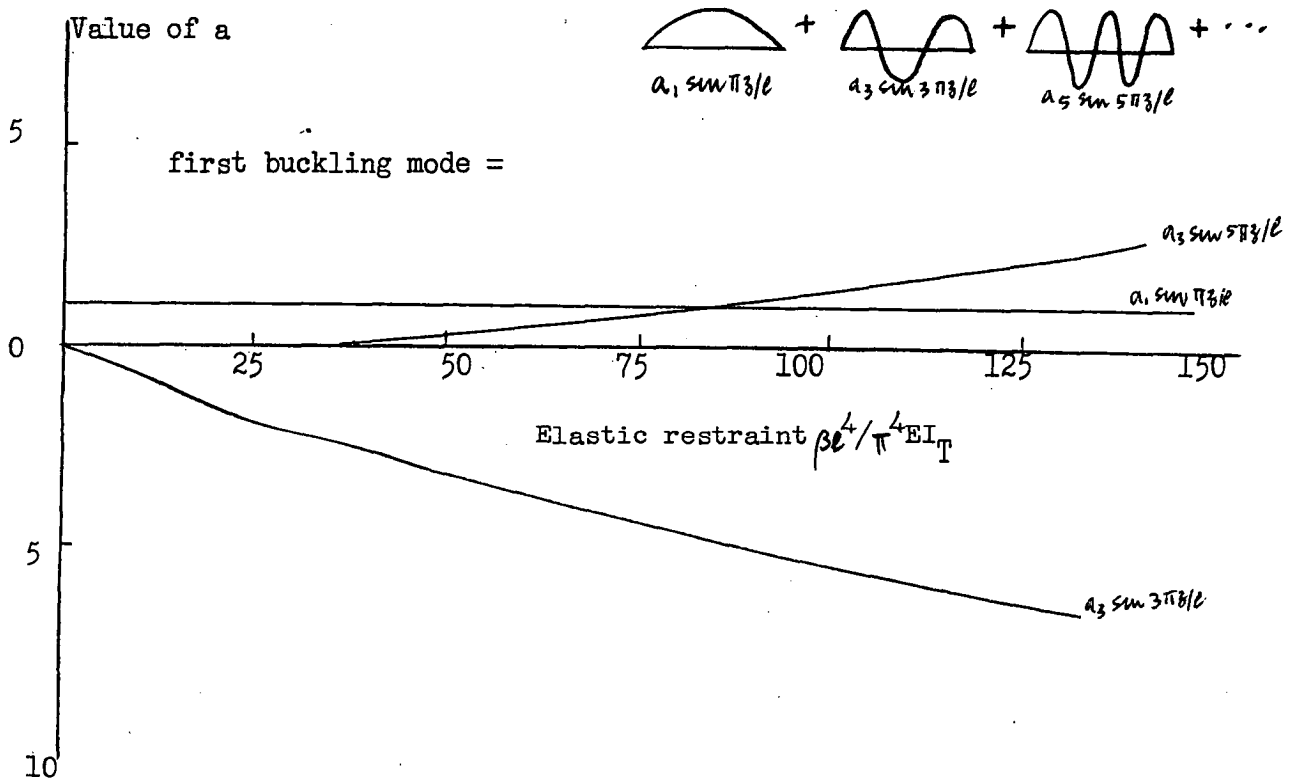 Value of a
+ + + ...
a₁ sin πz/l a₃ sin 3πz/l a₅ sin 5πz/l
5
first buckling mode =
a₃ sin 5πz/l
a₁ sin πz/l
0
25 50 75 100 125 150
Elastic restraint βl⁴/π⁴EI_T
5
a₃ sin 3πz/l
10